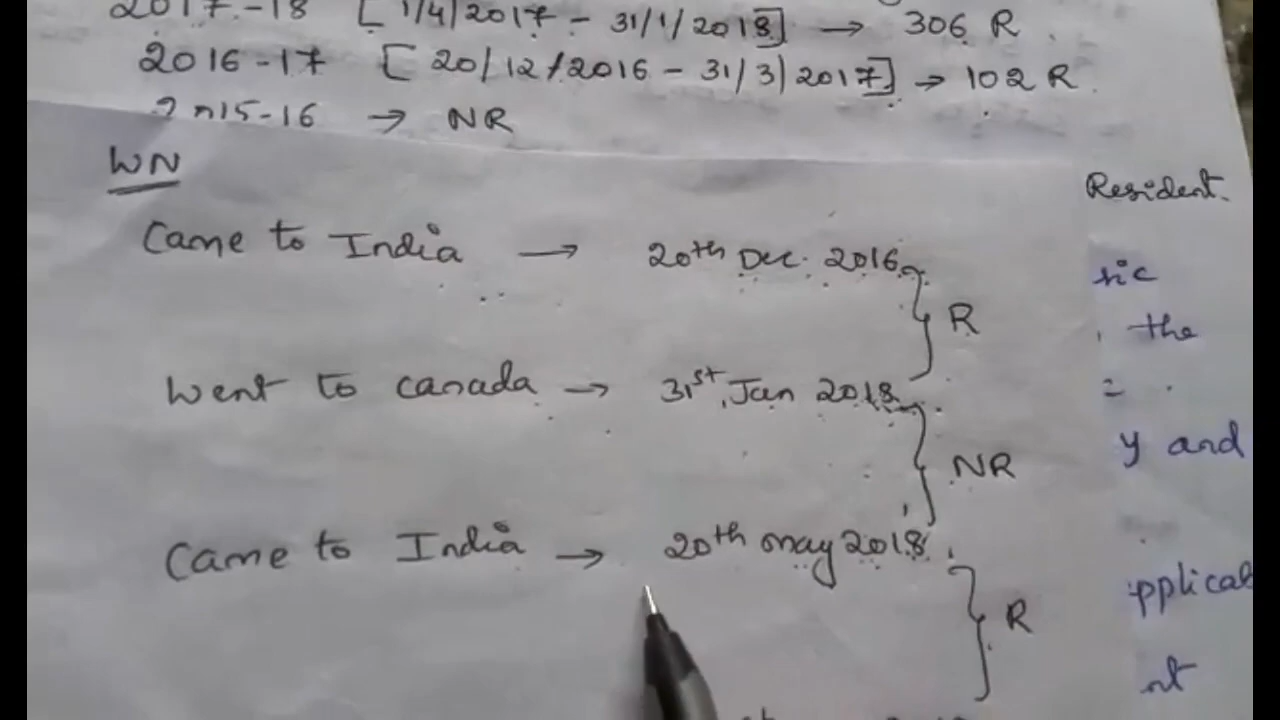 2017-18 [1/4/2017 - 31/1/2018] → 306 R
2016-17 [20/12/2016 - 31/3/2017] → 102 R
2015-16 → NR
WN
Came to India → 20th Dec. 2016
R
Went to canada → 31st Jan 2018
NR
Came to India → 20th may 2018
R
Resident.
the
y and
pplicab
nt